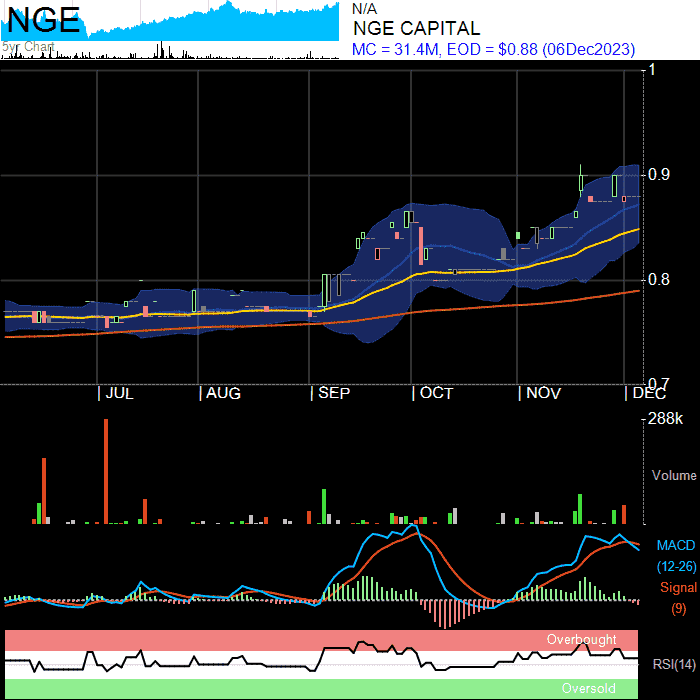 NGE
5yr Chart
N/A
NGE CAPITAL
MC = 31.4M, EOD = $0.88 (06Dec2023)
1
0.9
0.8
0.7
| JUL | AUG | SEP | OCT | NOV | DEC
288k
Volume
MACD
(12-26)
Signal
(9)
Overbought
RSI(14)
Oversold